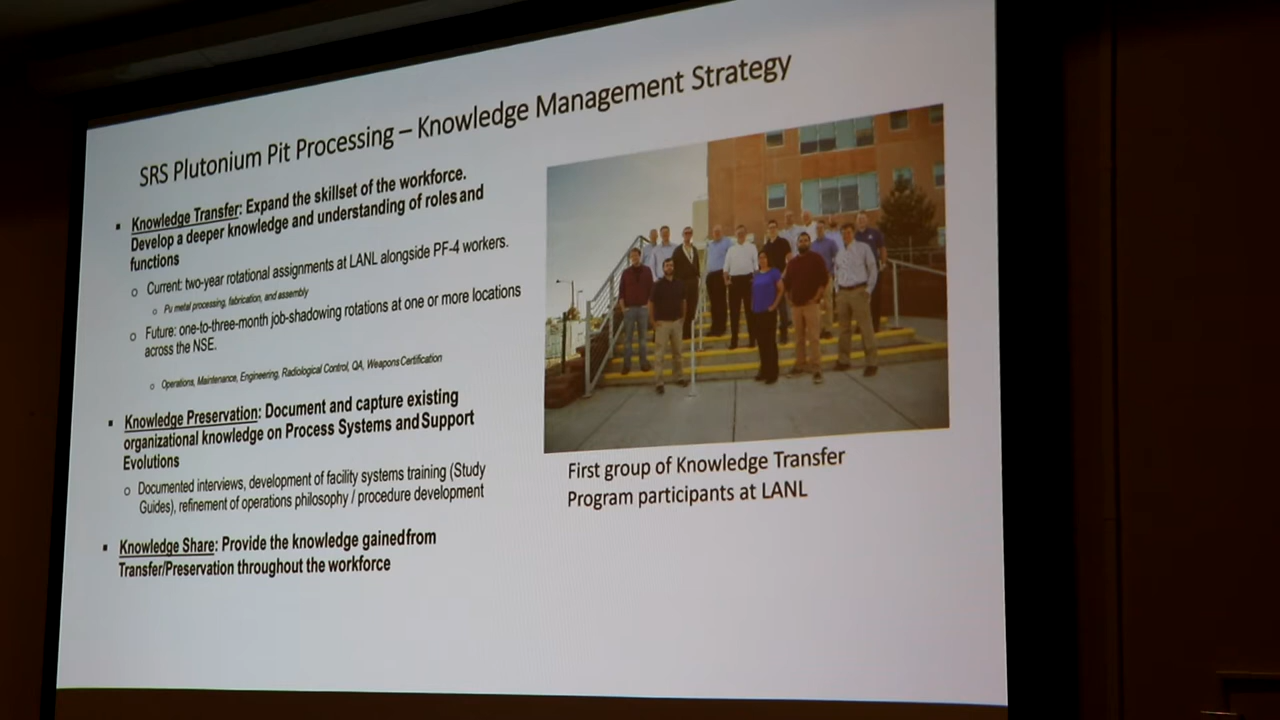 SRS Plutonium Pit Processing – Knowledge Management Strategy
▪ Knowledge Transfer: Expand the skillset of the workforce.
Develop a deeper knowledge and understanding of roles and
functions
o Current: two-year rotational assignments at LANL alongside PF-4 workers.
o Pu metal processing, fabrication, and assembly
o Future: one-to-three-month job-shadowing rotations at one or more locations
across the NSE.
o Operations, Maintenance, Engineering, Radiological Control, QA, Weapons Certification
▪ Knowledge Preservation: Document and capture existing
organizational knowledge on Process Systems and Support
Evolutions
o Documented interviews, development of facility systems training (Study
Guides), refinement of operations philosophy / procedure development
▪ Knowledge Share: Provide the knowledge gained from
Transfer/Preservation throughout the workforce
First group of Knowledge Transfer
Program participants at LANL